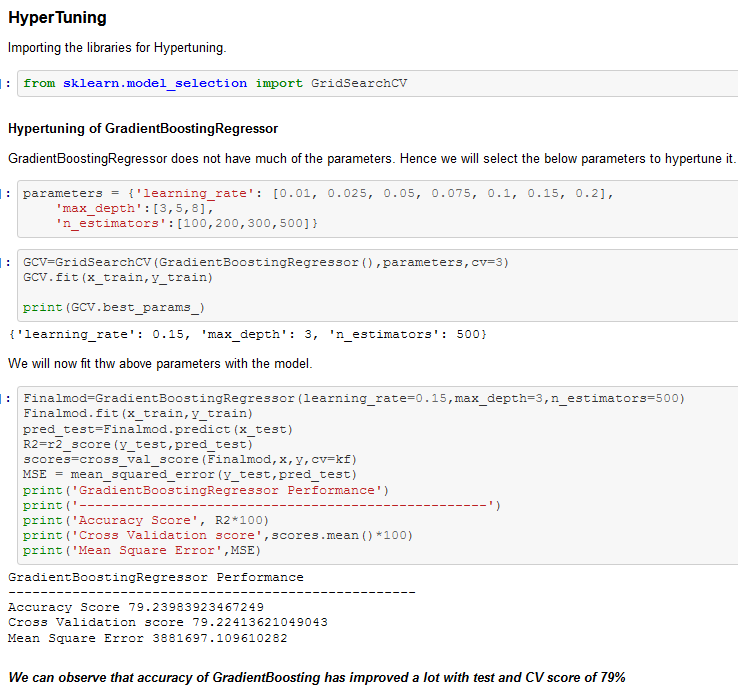 HyperTuning
Importing the libraries for Hypertuning.
]: from sklearn.model_selection import GridSearchCV
Hypertuning of GradientBoostingRegressor
GradientBoostingRegressor does not have much of the parameters. Hence we will select the below parameters to hypertune it.
]: parameters = {'learning_rate': [0.01, 0.025, 0.05, 0.075, 0.1, 0.15, 0.2],
'max_depth':[3,5,8],
'n_estimators':[100,200,300,500]}
]: GCV=GridSearchCV(GradientBoostingRegressor(),parameters,cv=3)
GCV.fit(x_train,y_train)
print(GCV.best_params_)
{'learning_rate': 0.15, 'max_depth': 3, 'n_estimators': 500}
We will now fit thw above parameters with the model.
]: Finalmod=GradientBoostingRegressor(learning_rate=0.15,max_depth=3,n_estimators=500)
Finalmod.fit(x_train,y_train)
pred_test=Finalmod.predict(x_test)
R2=r2_score(y_test,pred_test)
scores=cross_val_score(Finalmod,x,y,cv=kf)
MSE = mean_squared_error(y_test,pred_test)
print('GradientBoostingRegressor Performance')
print('----------------------------------------------------')
print('Accuracy Score', R2*100)
print('Cross Validation score',scores.mean()*100)
print('Mean Square Error',MSE)
GradientBoostingRegressor Performance
----------------------------------------------------
Accuracy Score 79.23983923467249
Cross Validation score 79.22413621049043
Mean Square Error 3881697.109610282
We can observe that accuracy of GradientBoosting has improved a lot with test and CV score of 79%